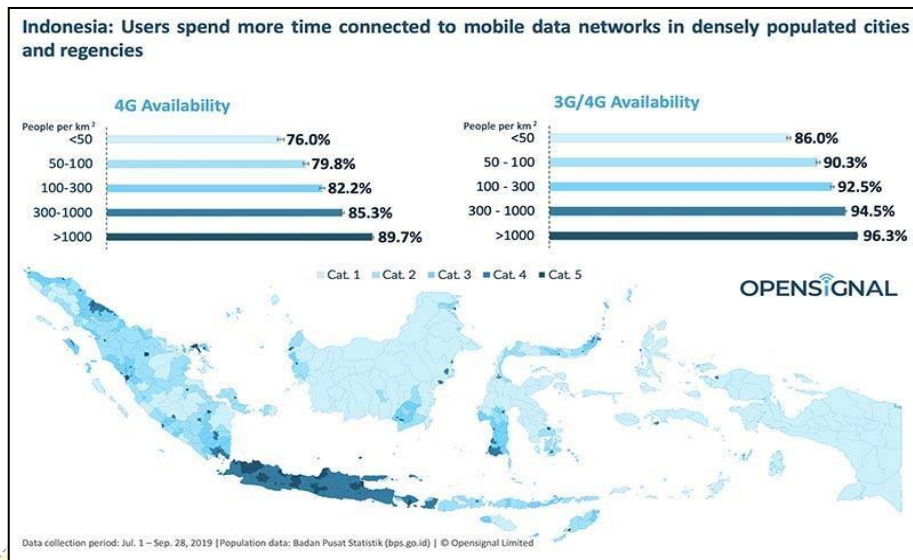 Indonesia: Users spend more time connected to mobile data networks in densely populated cities
and regencies
4G Availability
People per km²
<50 76.0%
50-100 79.8%
100-300 82.2%
300-1000 85.3%
>1000 89.7%
3G/4G Availability
People per km²
<50 86.0%
50 - 100 90.3%
100 - 300 92.5%
300 - 1000 94.5%
>1000 96.3%
Cat. 1 Cat. 2 Cat. 3 Cat. 4 Cat. 5
OPENSIGNAL
Data collection period: Jul. 1 – Sep. 28, 2019 |Population data: Badan Pusat Statistik (bps.go.id) | © Opensignal Limited